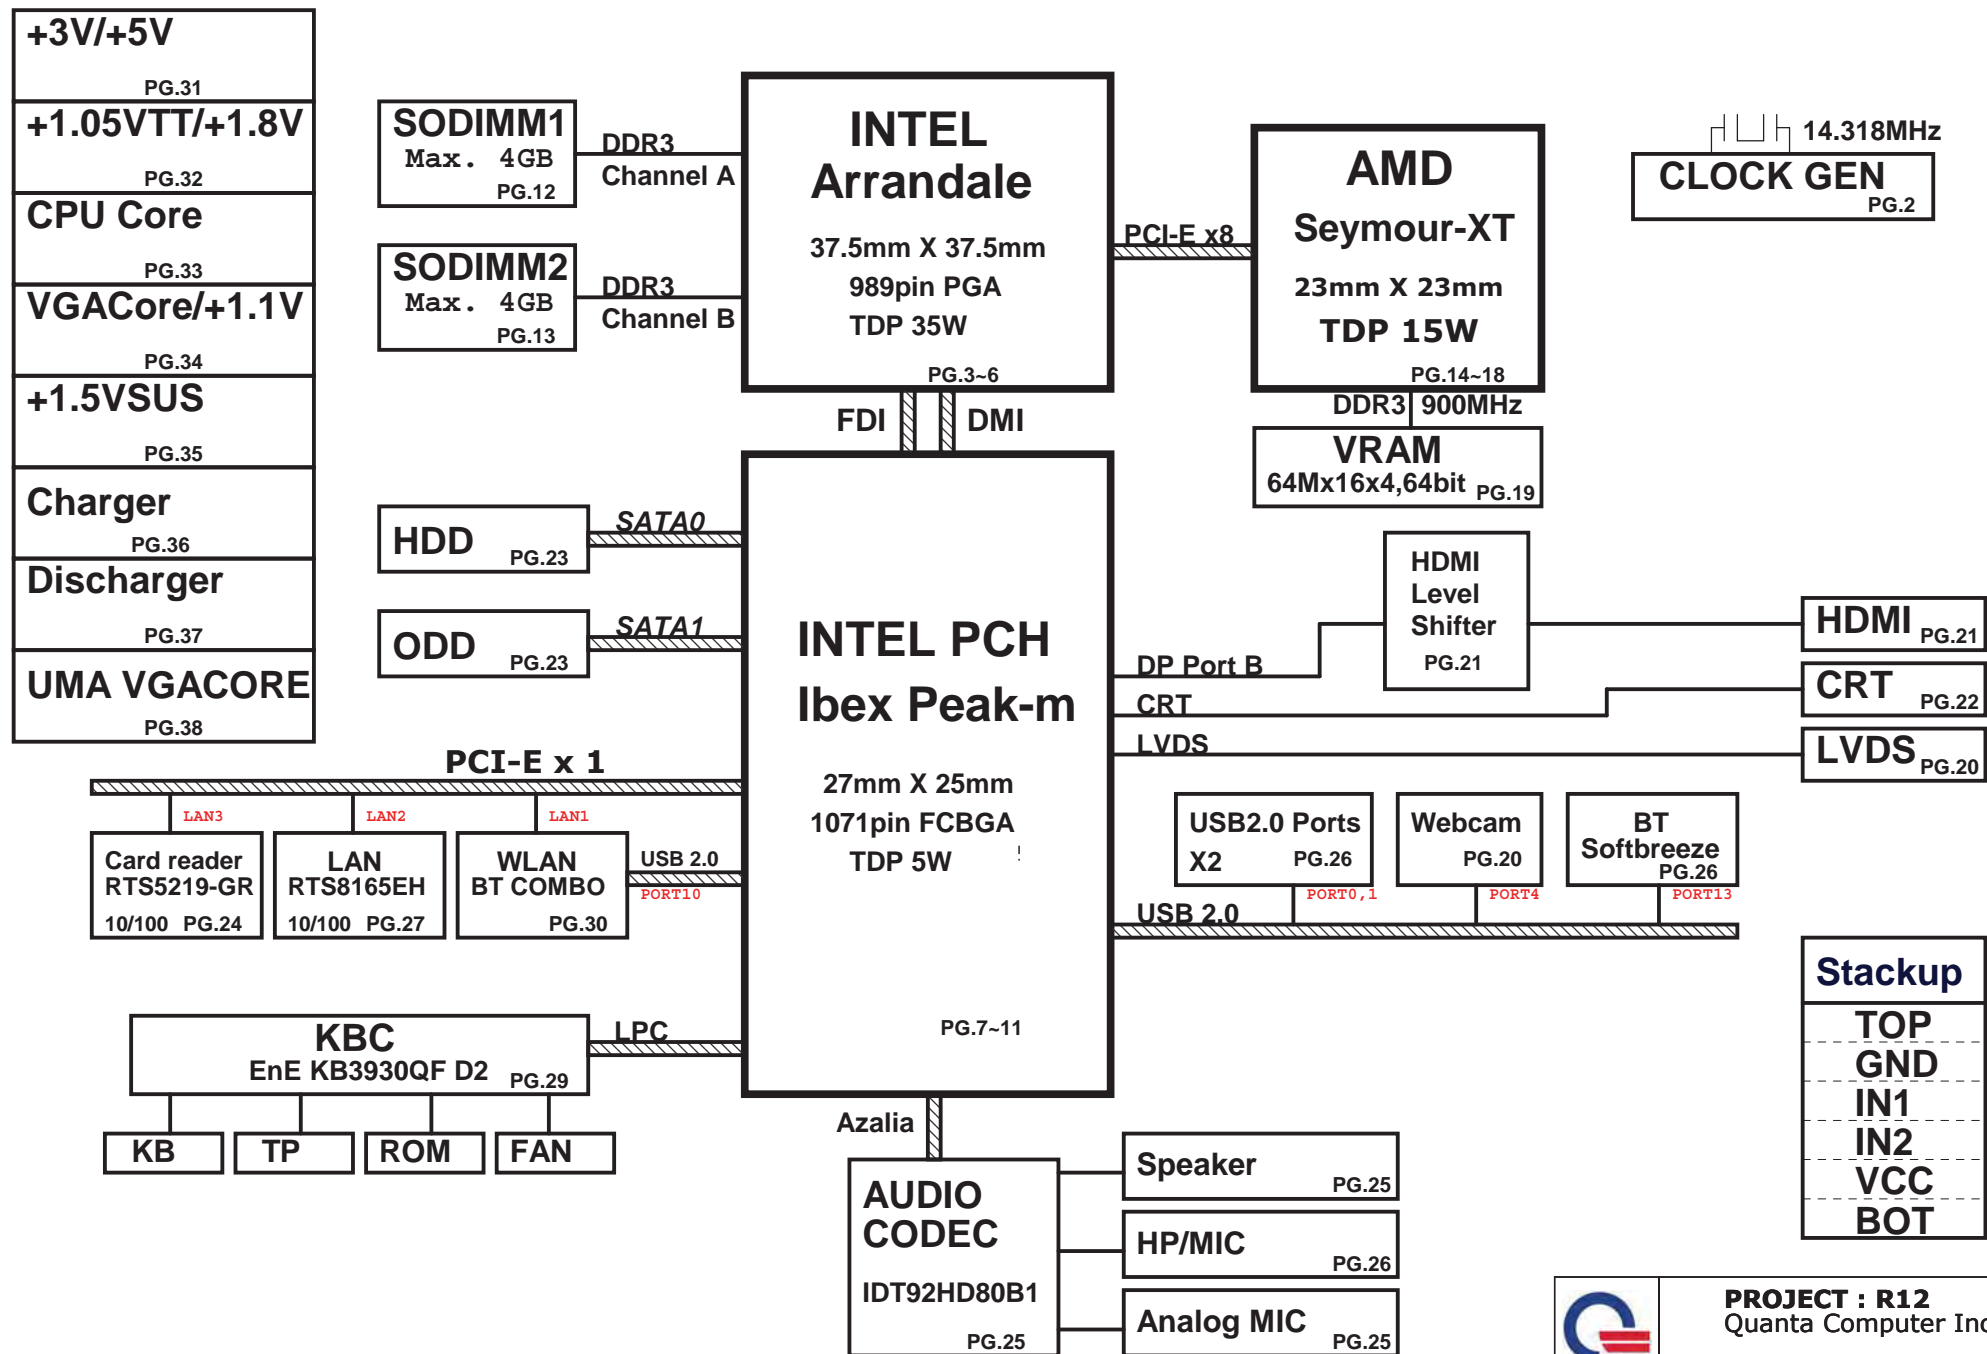 +3V/+5V
PG.31
+1.05VTT/+1.8V
PG.32
CPU Core
PG.33
VGACore/+1.1V
PG.34
+1.5VSUS
PG.35
Charger
PG.36
Discharger
PG.37
UMA VGACORE
PG.38
SODIMM1
Max. 4GB
PG.12
DDR3
Channel A
SODIMM2
Max. 4GB
PG.13
DDR3
Channel B
INTEL
Arrandale
37.5mm X 37.5mm
989pin PGA
TDP 35W
PG.3~6
PCI-E x8
AMD
Seymour-XT
23mm X 23mm
TDP 15W
PG.14~18
DDR3 900MHz
VRAM
64Mx16x4,64bit PG.19
14.318MHz
CLOCK GEN
PG.2
FDI
DMI
HDD PG.23
SATA0
ODD PG.23
SATA1
INTEL PCH
Ibex Peak-m
27mm X 25mm
1071pin FCBGA
TDP 5W
PG.7~11
HDMI
Level
Shifter
PG.21
DP Port B
CRT
LVDS
HDMI PG.21
CRT PG.22
LVDS PG.20
PCI-E x 1
LAN3
LAN2
LAN1
Card reader
RTS5219-GR
10/100 PG.24
LAN
RTS8165EH
10/100 PG.27
WLAN
BT COMBO
PG.30
USB 2.0
PORT10
USB2.0 Ports
X2 PG.26
Webcam
PG.20
BT
Softbreeze
PG.26
PORT0,1
PORT4
PORT13
USB 2.0
KBC
EnE KB3930QF D2 PG.29
LPC
KB
TP
ROM
FAN
Azalia
AUDIO
CODEC
IDT92HD80B1
PG.25
Speaker
PG.25
HP/MIC
PG.26
Analog MIC
PG.25
Stackup
TOP
GND
IN1
IN2
VCC
BOT
PROJECT : R12
Quanta Computer Inc